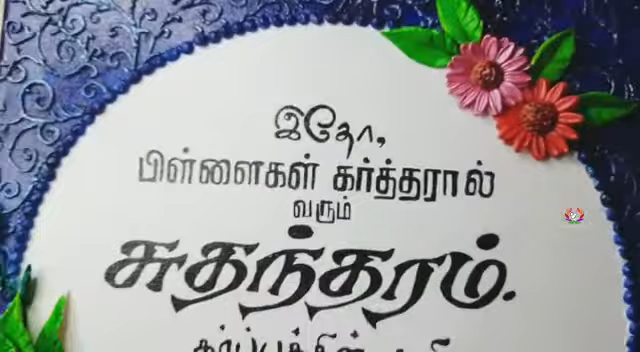 இதோ,
பிள்ளைகள் கர்த்தரால்
வரும்
சுதந்தரம்.